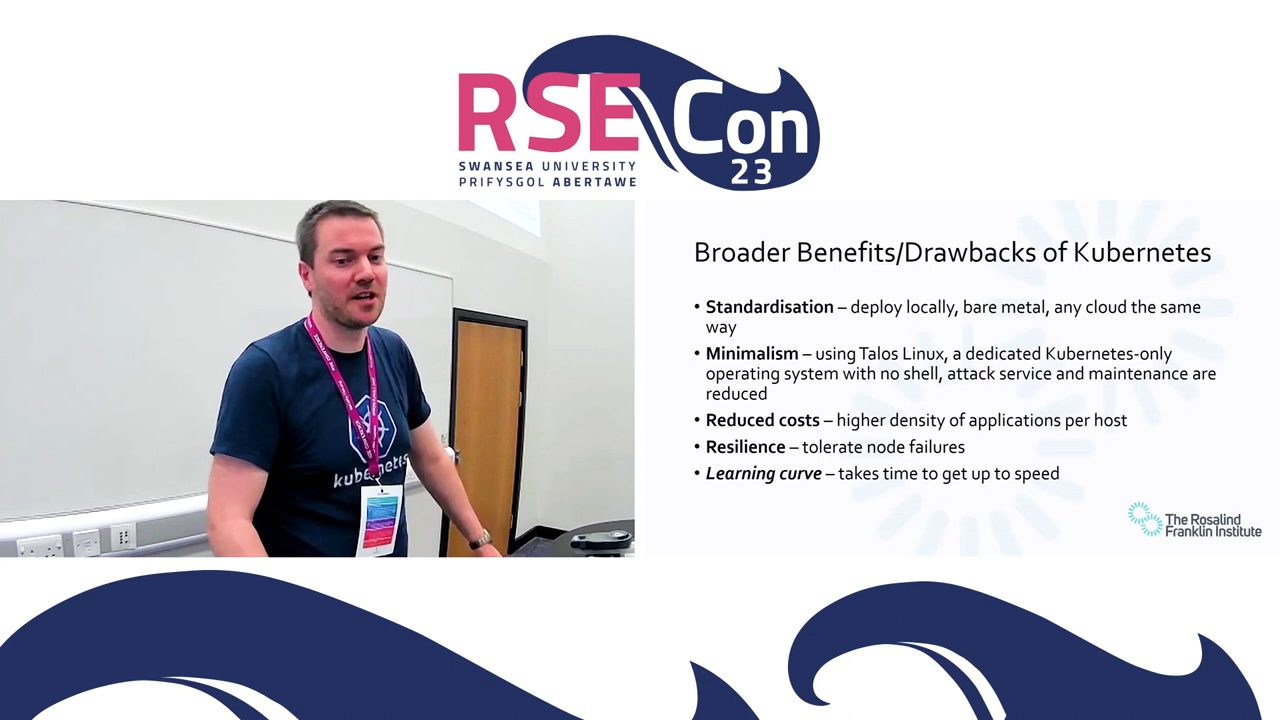 RSE Con
23
SWANSEA UNIVERSITY
PRIFYSGOL ABERTAWE
kubernetes
Broader Benefits/Drawbacks of Kubernetes
• Standardisation – deploy locally, bare metal, any cloud the same
way
• Minimalism – using Talos Linux, a dedicated Kubernetes-only
operating system with no shell, attack service and maintenance are
reduced
• Reduced costs – higher density of applications per host
• Resilience – tolerate node failures
• Learning curve – takes time to get up to speed
The Rosalind
Franklin Institute